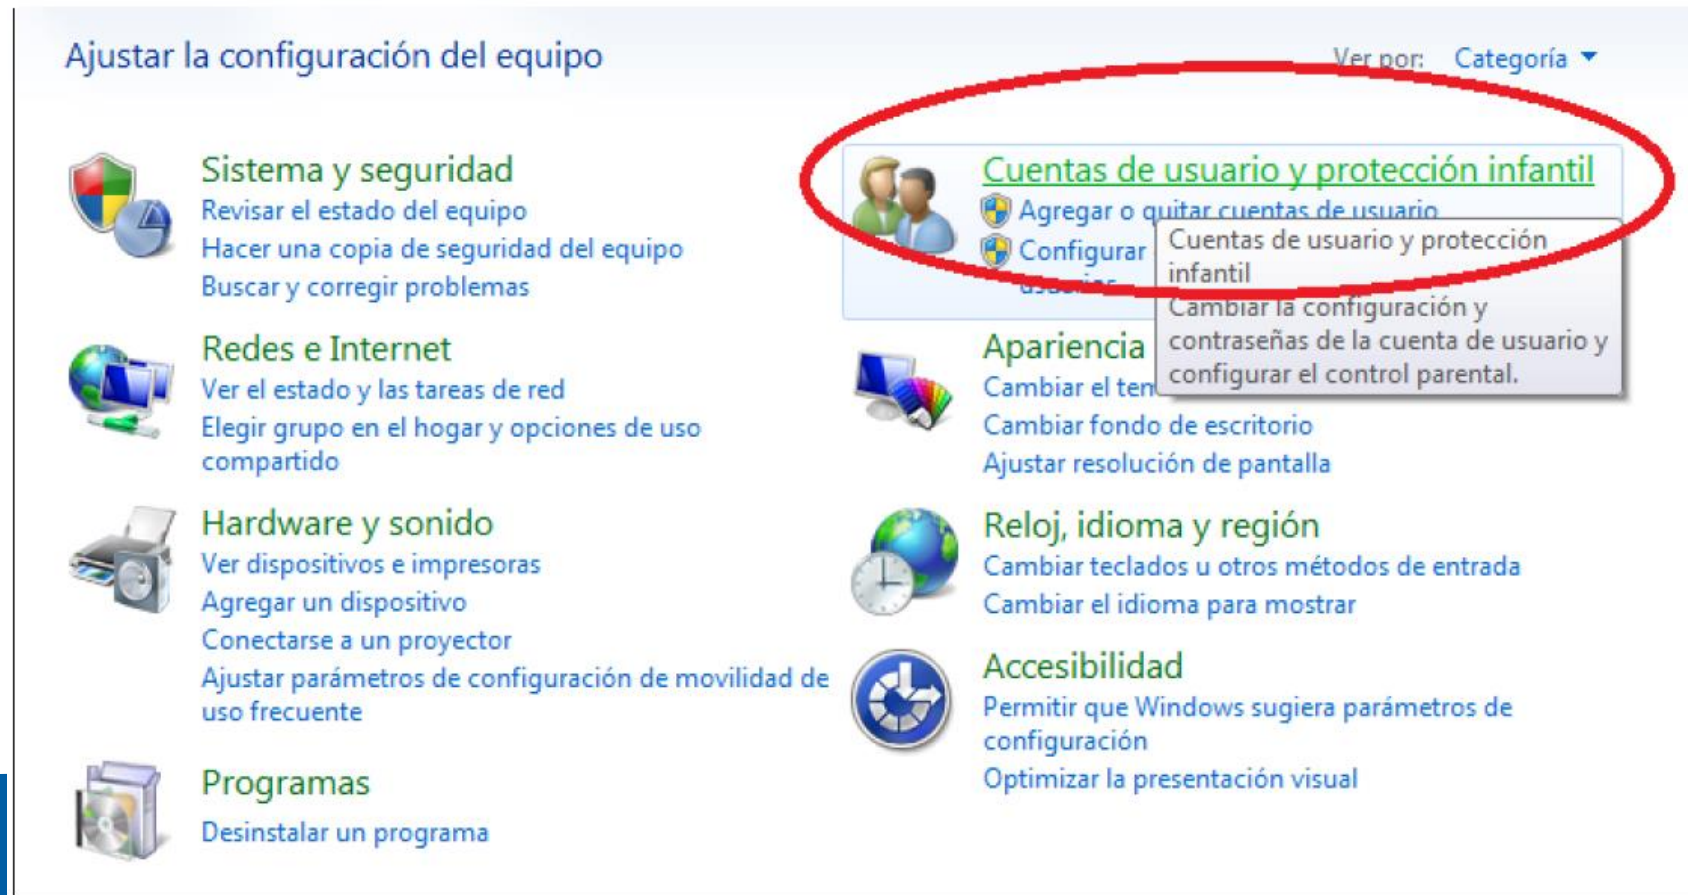 Ajustar la configuración del equipo
Ver por: Categoría
Sistema y seguridad
Revisar el estado del equipo
Hacer una copia de seguridad del equipo
Buscar y corregir problemas
Redes e Internet
Ver el estado y las tareas de red
Elegir grupo en el hogar y opciones de uso
compartido
Hardware y sonido
Ver dispositivos e impresoras
Agregar un dispositivo
Conectarse a un proyector
Ajustar parámetros de configuración de movilidad de
uso frecuente
Programas
Desinstalar un programa
Cuentas de usuario y protección infantil
Agregar o quitar cuentas de usuario
Configurar
Cuentas de usuario y protección
infantil
Cambiar la configuración y
contraseñas de la cuenta de usuario y
configurar el control parental.
Apariencia
Cambiar el tem
Cambiar fondo de escritorio
Ajustar resolución de pantalla
Reloj, idioma y región
Cambiar teclados u otros métodos de entrada
Cambiar el idioma para mostrar
Accesibilidad
Permitir que Windows sugiera parámetros de
configuración
Optimizar la presentación visual